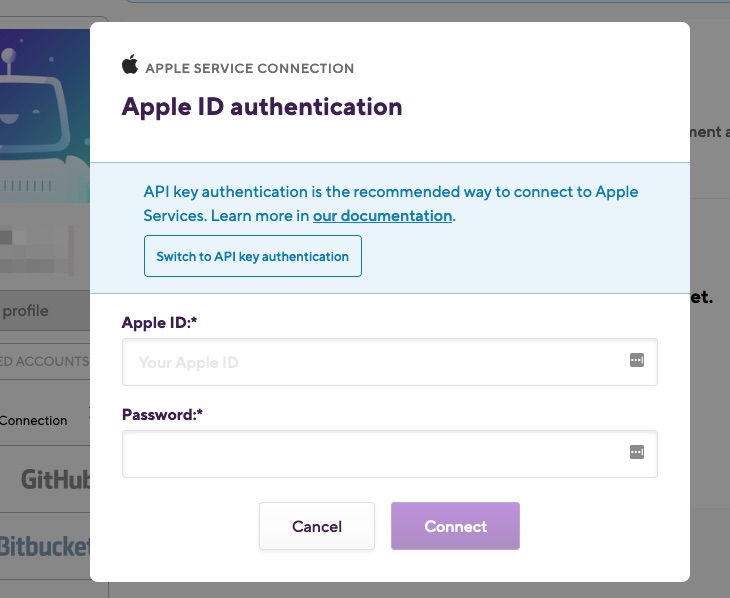 APPLE SERVICE CONNECTION
Apple ID authentication
API key authentication is the recommended way to connect to Apple
Services. Learn more in our documentation.
Switch to API key authentication
Apple ID:*
Your Apple ID
Password:*
Cancel
Connect
profile
ED ACCOUNTS
Connection
GitHub
Bitbucket
ment a
et.